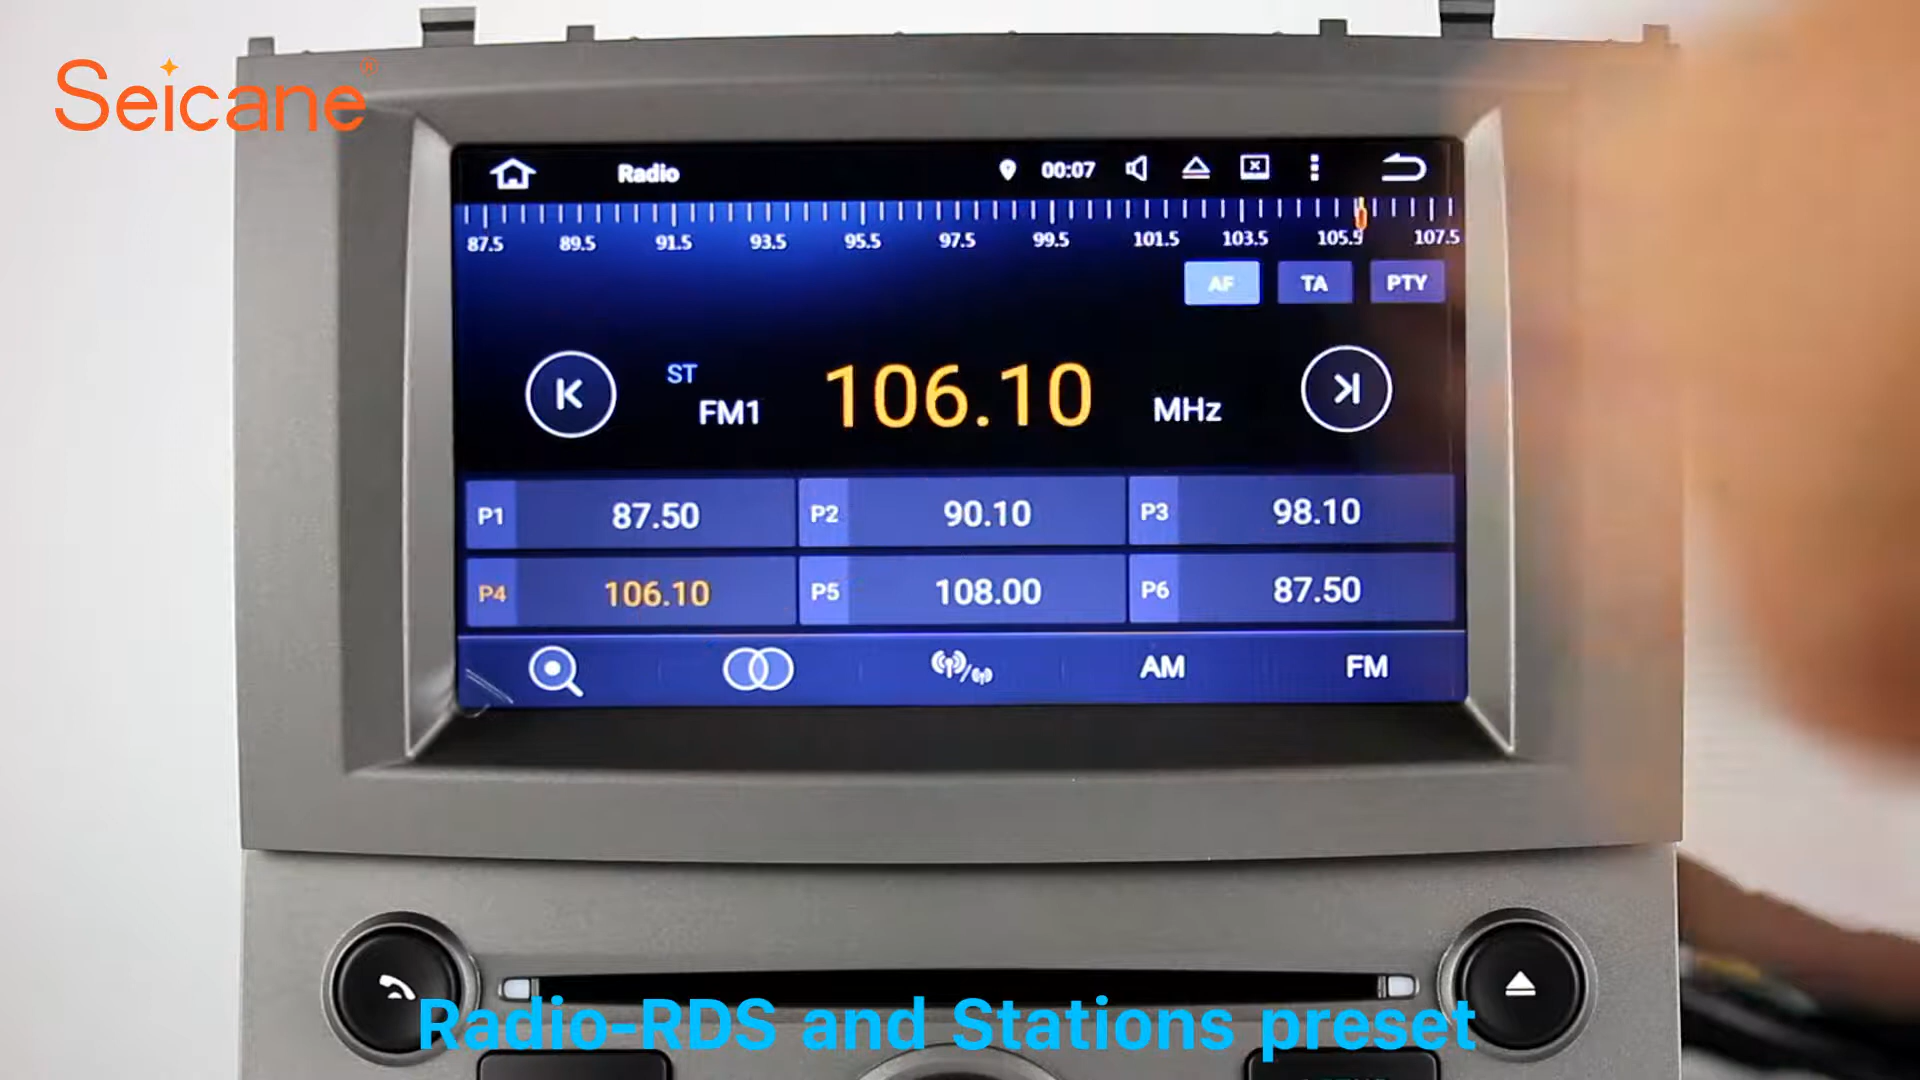 Seicane®
Radio 00:07
87.5 89.5 91.5 93.5 95.5 97.5 99.5 101.5 103.5 105.5 107.5
AF TA PTY
ST
FM1 106.10 MHz
P1 87.50 P2 90.10 P3 98.10
P4 106.10 P5 108.00 P6 87.50
AM FM
Radio-RDS and Stations preset